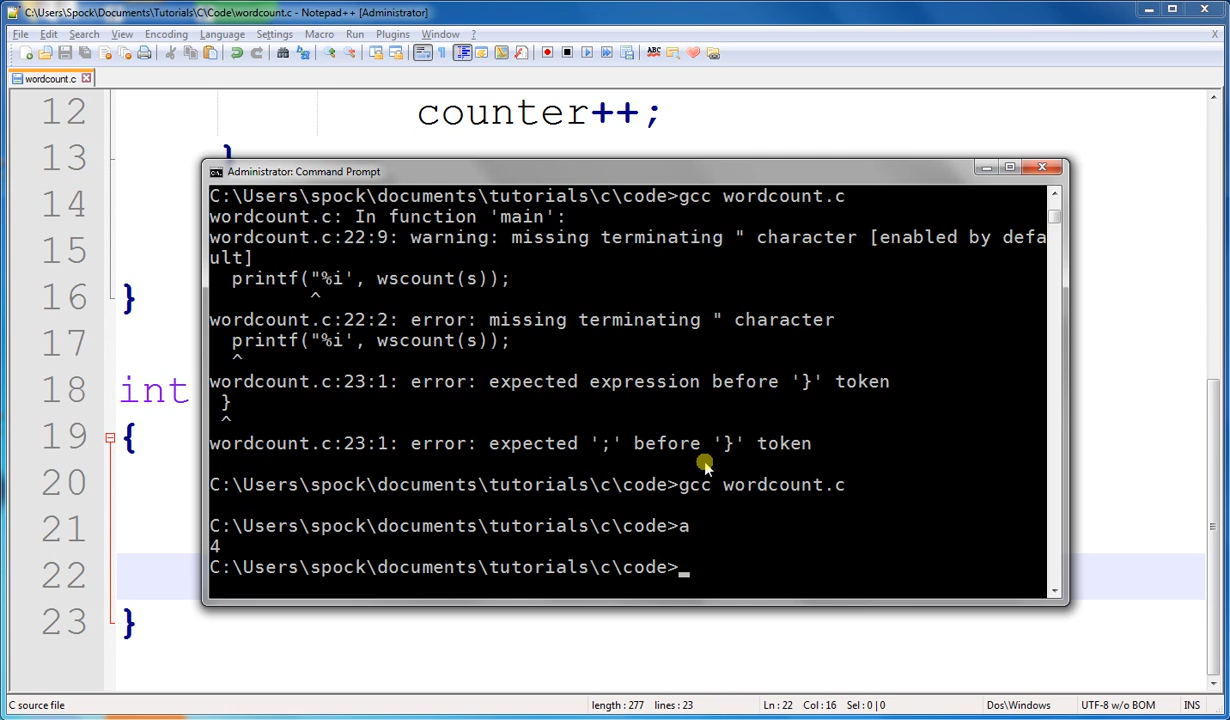 C:\Users\Spock\Documents\Tutorials\C\Code\wordcount.c - Notepad++ [Administrator]
File Edit Search View Encoding Language Settings Macro Run Plugins Window ? X
ABC
wordcount.c
12 counter++;
13 }
14
15
16 }
17
18 int
19 {
20
21
22
23 }
Administrator: Command Prompt
C:\Users\spock\documents\tutorials\c\code>gcc wordcount.c
wordcount.c: In function 'main':
wordcount.c:22:9: warning: missing terminating " character [enabled by defa
ult]
printf("%i', wscount(s));
^
wordcount.c:22:2: error: missing terminating " character
printf("%i', wscount(s));
^
wordcount.c:23:1: error: expected expression before '}' token
}
^
wordcount.c:23:1: error: expected ';' before '}' token
C:\Users\spock\documents\tutorials\c\code>gcc wordcount.c
C:\Users\spock\documents\tutorials\c\code>a
4
C:\Users\spock\documents\tutorials\c\code>_
C source file length : 277 lines : 23 Ln : 22 Col : 16 Sel : 0 | 0 Dos\Windows UTF-8 w/o BOM INS